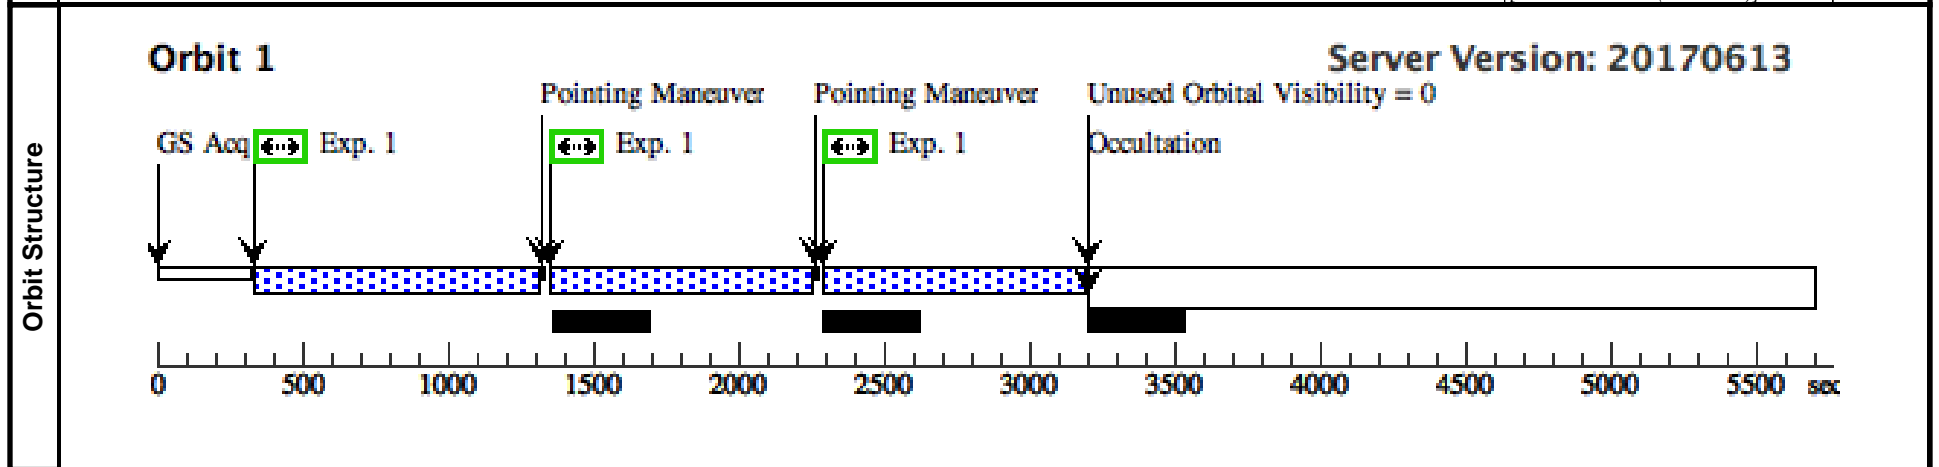 Orbit Structure
Orbit 1
Server Version: 20170613
Pointing Maneuver
Pointing Maneuver
Unused Orbital Visibility = 0
GS Acq
Exp. 1
Exp. 1
Exp. 1
Occultation
0 500 1000 1500 2000 2500 3000 3500 4000 4500 5000 5500 sec